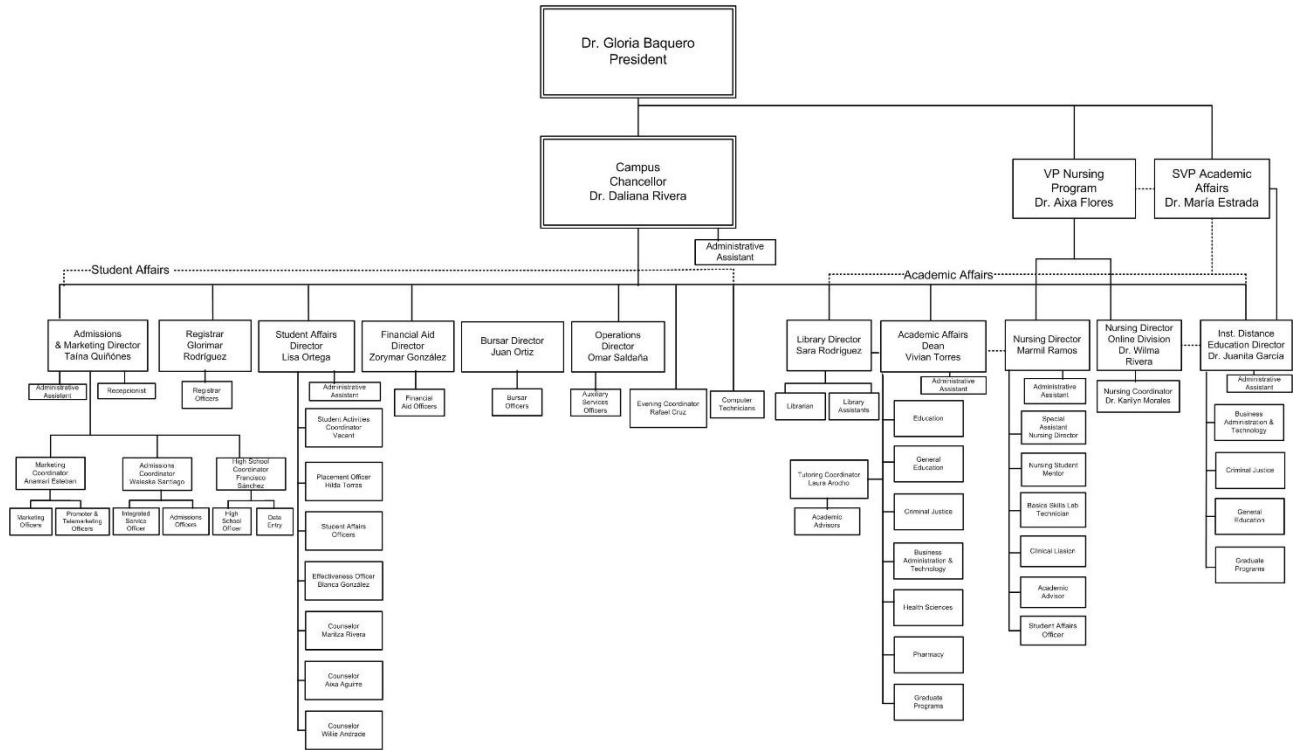 Dr. Gloria Baquero
President
Campus
Chancellor
Dr. Daliana Rivera
VP Nursing
Program
Dr. Aixa Flores
SVP Academic
Affairs
Dr. María Estrada
Administrative
Assistant
Student Affairs
Academic Affairs
Admissions
& Marketing Director
Taína Quiñónes
Registrar
Glorimar
Rodríguez
Student Affairs
Director
Lisa Ortega
Financial Aid
Director
Zorymar González
Bursar Director
Juan Ortiz
Operations
Director
Omar Saldaña
Library Director
Sara Rodríguez
Academic Affairs
Dean
Vivian Torres
Nursing Director
Marmil Ramos
Nursing Director
Online Division
Dr. Wilma
Rivera
Inst. Distance
Education Director
Dr. Juanita García
Administrative
Assistant
Recepcionist
Registrar
Officers
Administrative
Assistant
Financial
Aid Officers
Bursar
Officers
Auxiliary
Services Officers
Evening Coordinator
Rafael Cruz
Computer
Technicians
Librarian
Library
Assistants
Administrative
Assistant
Administrative
Assistant
Nursing Coordinator
Dr. Karilyn Morales
Administrative
Assistant
Marketing
Coordinator
Anamari Esteban
Admissions
Coordinator
Waleska Santiago
High School
Coordinator
Francisco
Sánchez
Marketing
Officers
Promoter &
Telemarketing
Officers
Integrated
Service
Officer
Admissions
Officers
High
School
Officer
Data
Entry
Student Activities
Coordinator
Vacant
Placement Officer
Hilda Torres
Student Affairs
Officers
Effectiveness Officer
Blanca González
Counselor
Maritza Rivera
Counselor
Aixa Aguirre
Counselor
Willie Andrade
Tutoring Coordinator
Laura Arocho
Academic
Advisors
Education
General
Education
Criminal Justice
Business
Administration &
Technology
Health Sciences
Pharmacy
Graduate
Programs
Special
Assistant
Nursing Director
Nursing Student
Mentor
Basics Skills Lab
Technician
Clinical Liasion
Academic
Advisor
Student Affairs
Officer
Business
Administration &
Technology
Criminal Justice
General
Education
Graduate
Programs